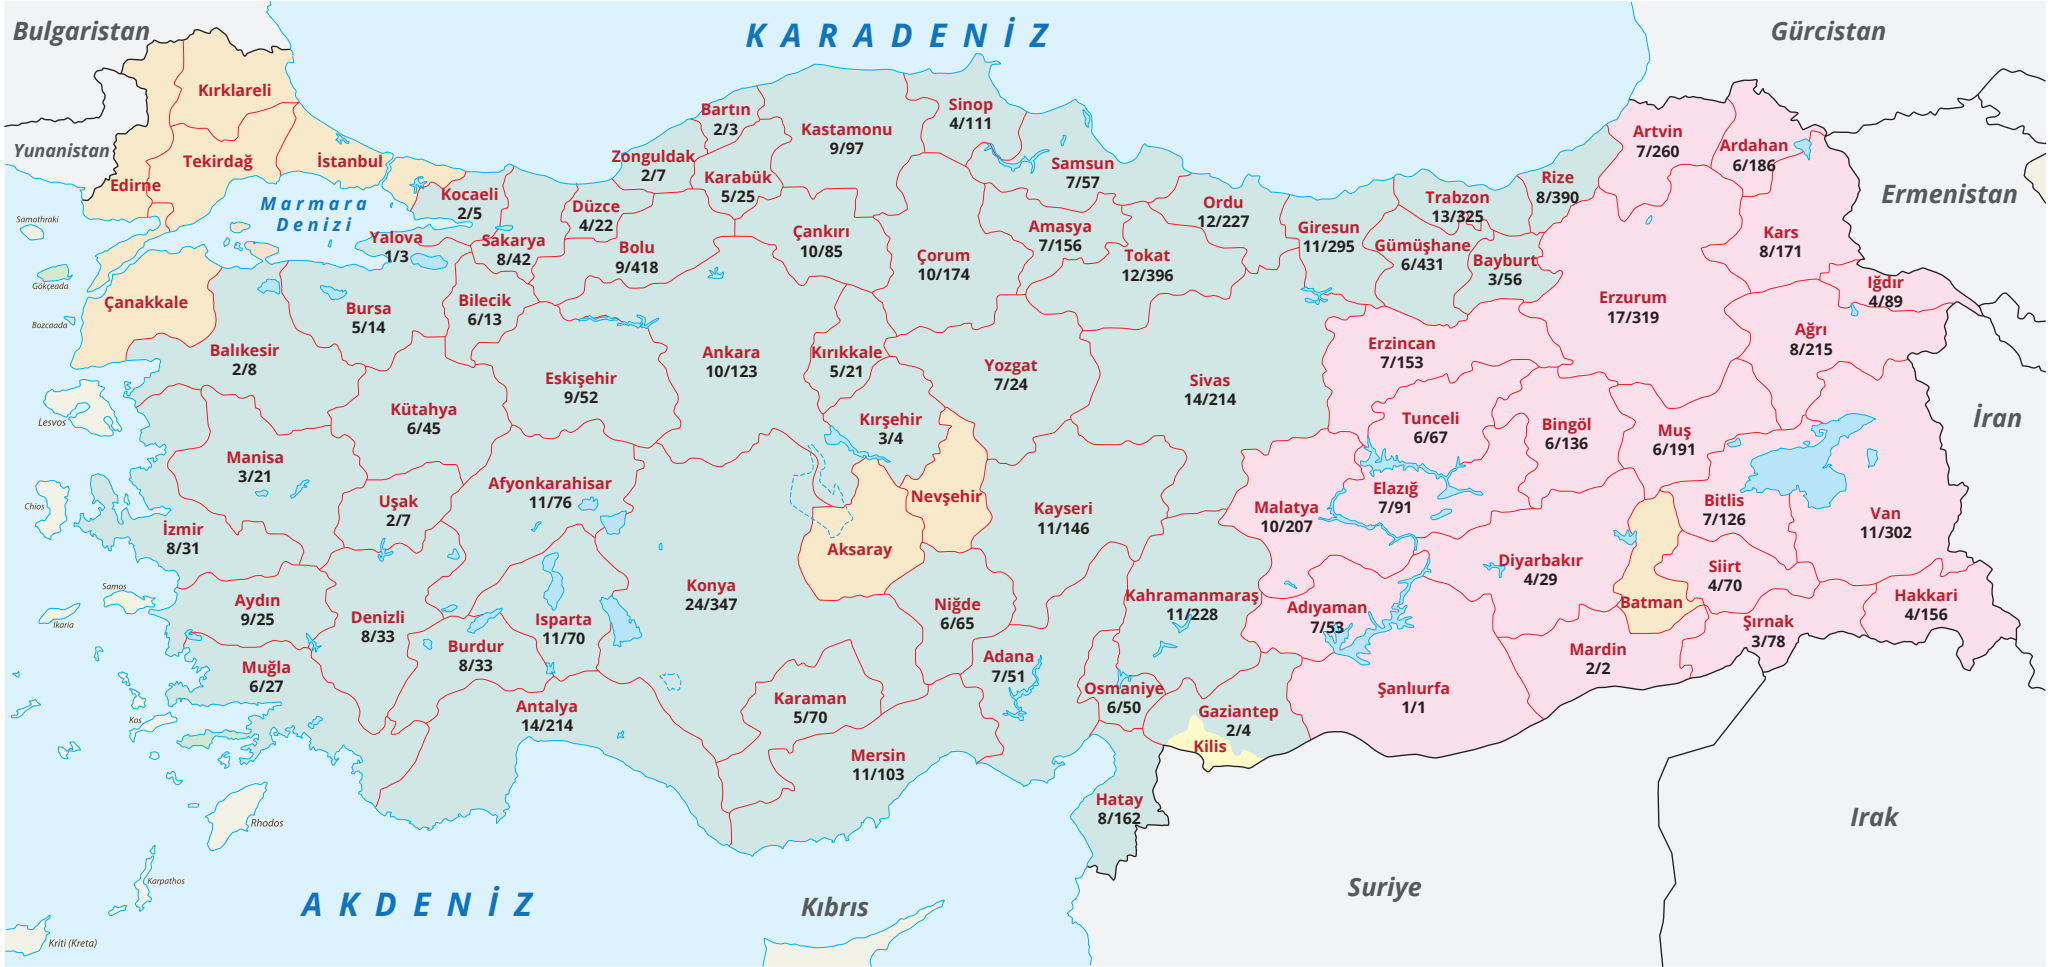 Bulgaristan
KARADENİZ
Gürcistan
Kırklareli
Yunanistan
Tekirdağ
İstanbul
Edirne
Marmara
Denizi
Kocaeli
2/5
Yalova
1/3
Sakarya
8/42
Düzce
4/22
Bolu
9/418
Zonguldak
2/7
Bartın
2/3
Karabük
5/25
Kastamonu
9/97
Sinop
4/111
Samsun
7/57
Çankırı
10/85
Çorum
10/174
Amasya
7/156
Tokat
12/396
Ordu
12/227
Giresun
11/295
Trabzon
13/325
Gümüşhane
6/431
Bayburt
3/56
Rize
8/390
Artvin
7/260
Ardahan
6/186
Kars
8/171
Iğdır
4/89
Ağrı
8/215
Erzurum
17/319
Ermenistan
Samothraki
Gökçeada
Bozcaada
Çanakkale
Balıkesir
2/8
Bursa
5/14
Bilecik
6/13
Eskişehir
9/52
Kütahya
6/45
Ankara
10/123
Kırıkkale
5/21
Kırşehir
3/4
Yozgat
7/24
Sivas
14/214
Erzincan
7/153
Tunceli
6/67
Bingöl
6/136
Muş
6/191
İran
Lesvos
Manisa
3/21
Uşak
2/7
Afyonkarahisar
11/76
Nevşehir
Aksaray
Kayseri
11/146
Malatya
10/207
Elazığ
7/91
Diyarbakır
4/29
Batman
Bitlis
7/126
Siirt
4/70
Van
11/302
Chios
İzmir
8/31
Samos
Ikaria
Aydın
9/25
Denizli
8/33
Burdur
8/33
Isparta
11/70
Konya
24/347
Niğde
6/65
Kahramanmaraş
11/228
Adıyaman
7/53
Şırnak
3/78
Hakkari
4/156
Mardin
2/2
Şanlıurfa
1/1
Muğla
6/27
Kos
Antalya
14/214
Karaman
5/70
Mersin
11/103
Adana
7/51
Osmaniye
6/50
Gaziantep
2/4
Kilis
Hatay
8/162
Rhodos
Karpathos
Kriti (Kreta)
AKDENİZ
Kıbrıs
Suriye
Irak